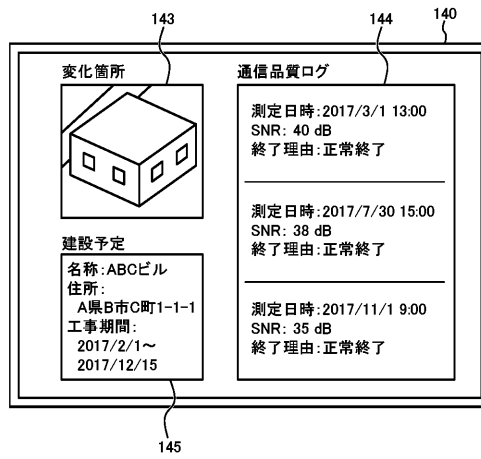 143
144
140
変化箇所
通信品質ログ
測定日時:2017/3/1 13:00
SNR: 40 dB
終了理由:正常終了
測定日時:2017/7/30 15:00
SNR: 38 dB
終了理由:正常終了
測定日時:2017/11/1 9:00
SNR: 35 dB
終了理由:正常終了
建設予定
名称:ABCビル
住所:
A県B市C町1-1-1
工事期間:
2017/2/1～
2017/12/15
145